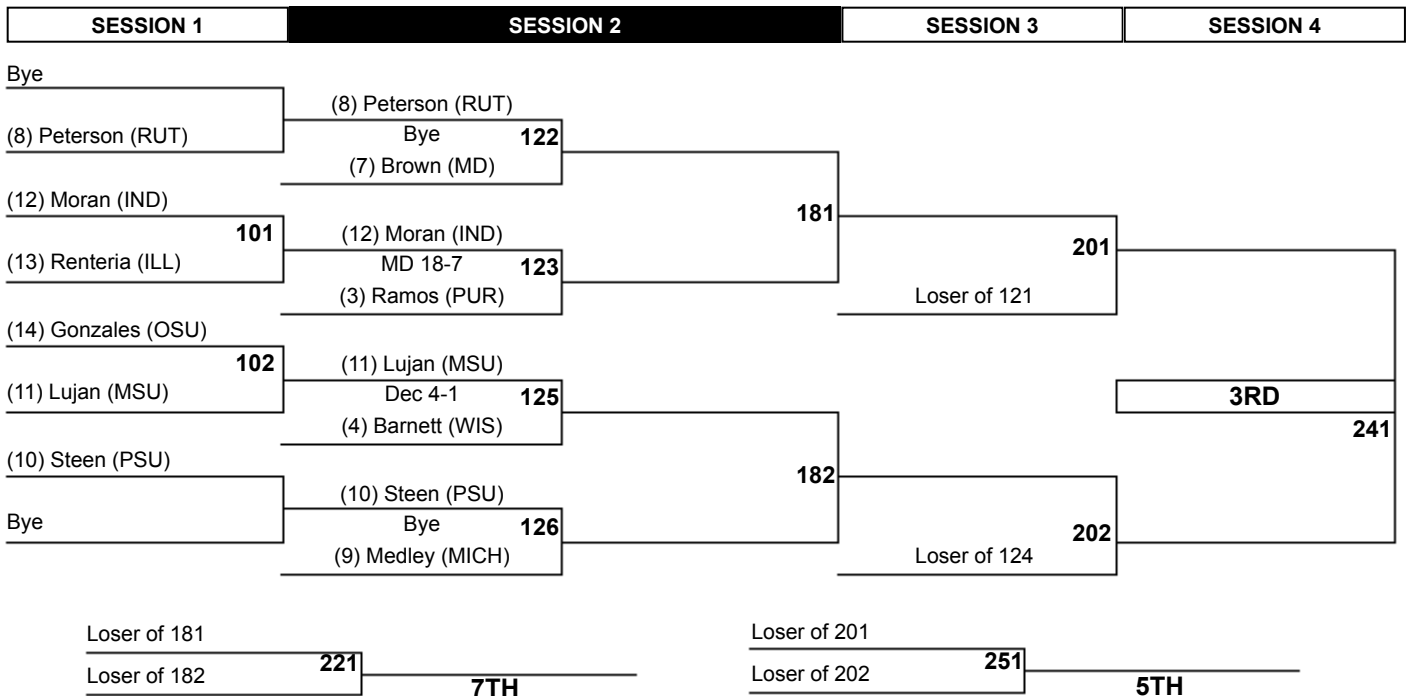 SESSION 1 SESSION 2 SESSION 3 SESSION 4
Bye
(8) Peterson (RUT)
(8) Peterson (RUT)
Bye 122
(7) Brown (MD)
(12) Moran (IND)
181
101 (12) Moran (IND)
201
(13) Renteria (ILL)
MD 18-7 123
(3) Ramos (PUR)
Loser of 121
(14) Gonzales (OSU)
102 (11) Lujan (MSU)
(11) Lujan (MSU)
Dec 4-1 125
3RD
(4) Barnett (WIS)
241
(10) Steen (PSU)
182
(10) Steen (PSU)
Bye
Bye 126
202
(9) Medley (MICH)
Loser of 124
Loser of 181
221
Loser of 182
7TH
Loser of 201
251
Loser of 202
5TH